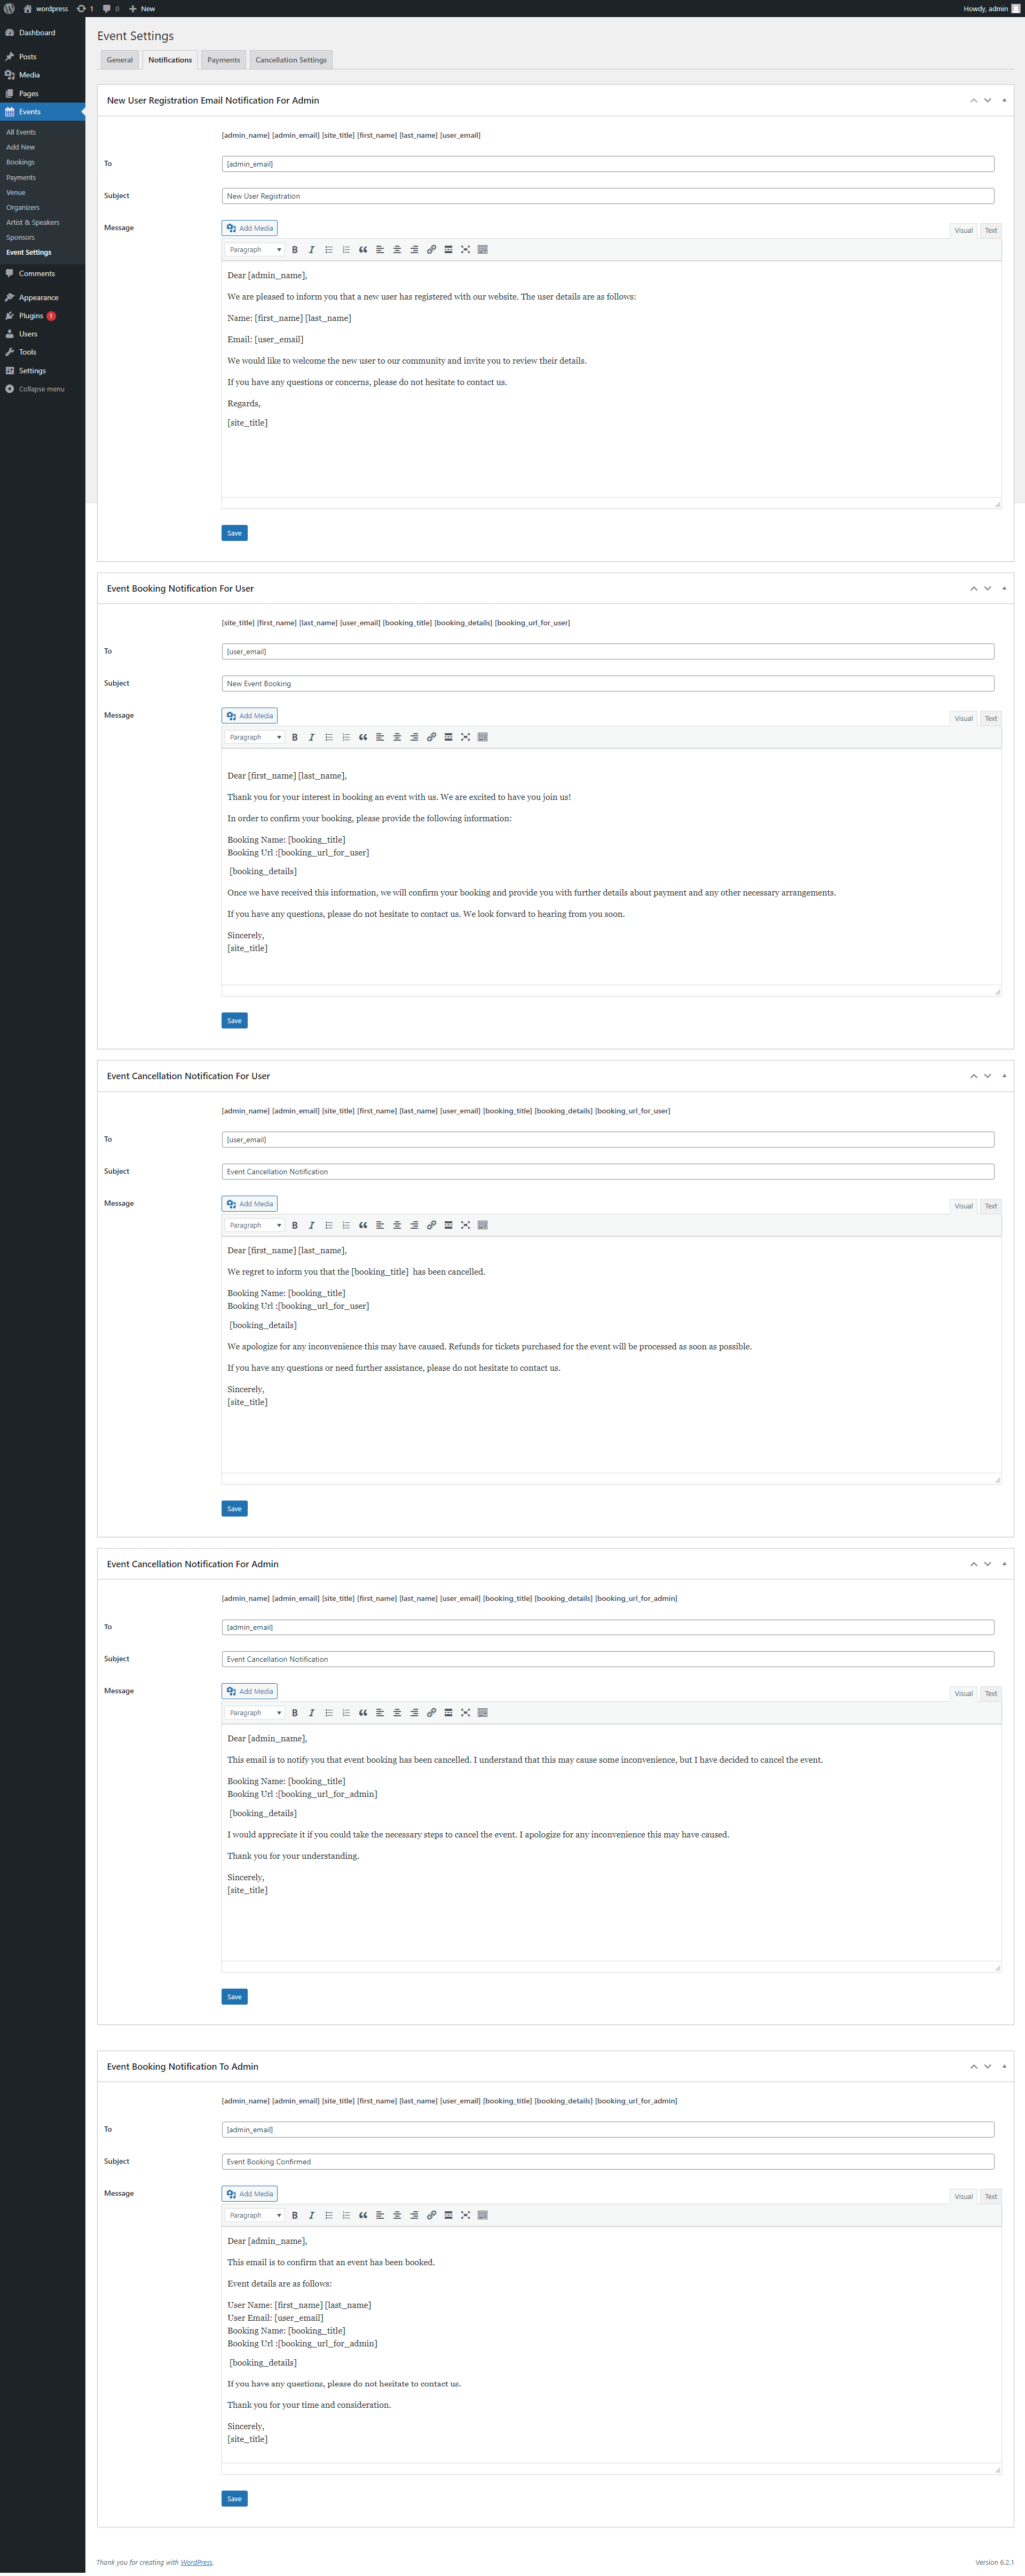 wordpress 1 0 New Howdy, admin
Dashboard
Posts
Media
Pages
Events
All Events
Add New
Bookings
Payments
Venue
Organizers
Artist & Speakers
Sponsors
Event Settings
Comments
Appearance
Plugins 1
Users
Tools
Settings
Collapse menu
Event Settings
General Notifications Payments Cancellation Settings
New User Registration Email Notification For Admin
[admin_name] [admin_email] [site_title] [first_name] [last_name] [user_email]
To [admin_email]
Subject New User Registration
Message Add Media Visual Text
Paragraph
Dear [admin_name],
We are pleased to inform you that a new user has registered with our website. The user details are as follows:
Name: [first_name] [last_name]
Email: [user_email]
We would like to welcome the new user to our community and invite you to review their details.
If you have any questions or concerns, please do not hesitate to contact us.
Regards,
[site_title]
Save
Event Booking Notification For User
[site_title] [first_name] [last_name] [user_email] [booking_title] [booking_details] [booking_url_for_user]
To [user_email]
Subject New Event Booking
Message Add Media Visual Text
Paragraph
Dear [first_name] [last_name],
Thank you for your interest in booking an event with us. We are excited to have you join us!
In order to confirm your booking, please provide the following information:
Booking Name: [booking_title]
Booking Url :[booking_url_for_user]
[booking_details]
Once we have received this information, we will confirm your booking and provide you with further details about payment and any other necessary arrangements.
If you have any questions, please do not hesitate to contact us. We look forward to hearing from you soon.
Sincerely,
[site_title]
Save
Event Cancellation Notification For User
[admin_name] [admin_email] [site_title] [first_name] [last_name] [user_email] [booking_title] [booking_details] [booking_url_for_user]
To [user_email]
Subject Event Cancellation Notification
Message Add Media Visual Text
Paragraph
Dear [first_name] [last_name],
We regret to inform you that the [booking_title] has been cancelled.
Booking Name: [booking_title]
Booking Url :[booking_url_for_user]
[booking_details]
We apologize for any inconvenience this may have caused. Refunds for tickets purchased for the event will be processed as soon as possible.
If you have any questions or need further assistance, please do not hesitate to contact us.
Sincerely,
[site_title]
Save
Event Cancellation Notification For Admin
[admin_name] [admin_email] [site_title] [first_name] [last_name] [user_email] [booking_title] [booking_details] [booking_url_for_admin]
To [admin_email]
Subject Event Cancellation Notification
Message Add Media Visual Text
Paragraph
Dear [admin_name],
This email is to notify you that event booking has been cancelled. I understand that this may cause some inconvenience, but I have decided to cancel the event.
Booking Name: [booking_title]
Booking Url :[booking_url_for_admin]
[booking_details]
I would appreciate it if you could take the necessary steps to cancel the event. I apologize for any inconvenience this may have caused.
Thank you for your understanding.
Sincerely,
[site_title]
Save
Event Booking Notification To Admin
[admin_name] [admin_email] [site_title] [first_name] [last_name] [user_email] [booking_title] [booking_details] [booking_url_for_admin]
To [admin_email]
Subject Event Booking Confirmed
Message Add Media Visual Text
Paragraph
Dear [admin_name],
This email is to confirm that an event has been booked.
Event details are as follows:
User Name: [first_name] [last_name]
User Email: [user_email]
Booking Name: [booking_title]
Booking Url :[booking_url_for_admin]
[booking_details]
If you have any questions, please do not hesitate to contact us.
Thank you for your time and consideration.
Sincerely,
[site_title]
Save
Thank you for creating with WordPress. Version 6.2.1